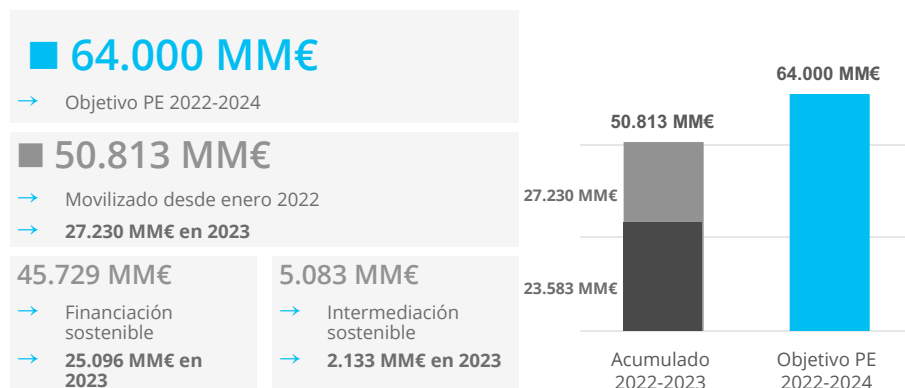 64.000 MM€
→ Objetivo PE 2022-2024
50.813 MM€
→ Movilizado desde enero 2022
→ 27.230 MM€ en 2023
45.729 MM€
→ Financiación
sostenible
→ 25.096 MM€ en
2023
5.083 MM€
→ Intermediación
sostenible
→ 2.133 MM€ en 2023
64.000 MM€
50.813 MM€
27.230 MM€
23.583 MM€
Acumulado
2022-2023
Objetivo PE
2022-2024